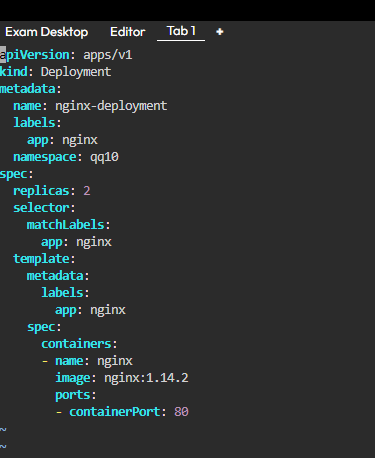 Exam Desktop Editor Tab 1 +
apiVersion: apps/v1
kind: Deployment
metadata:
  name: nginx-deployment
  labels:
    app: nginx
  namespace: qq10
spec:
  replicas: 2
  selector:
    matchLabels:
      app: nginx
  template:
    metadata:
      labels:
        app: nginx
    spec:
      containers:
      - name: nginx
        image: nginx:1.14.2
        ports:
        - containerPort: 80
~
~